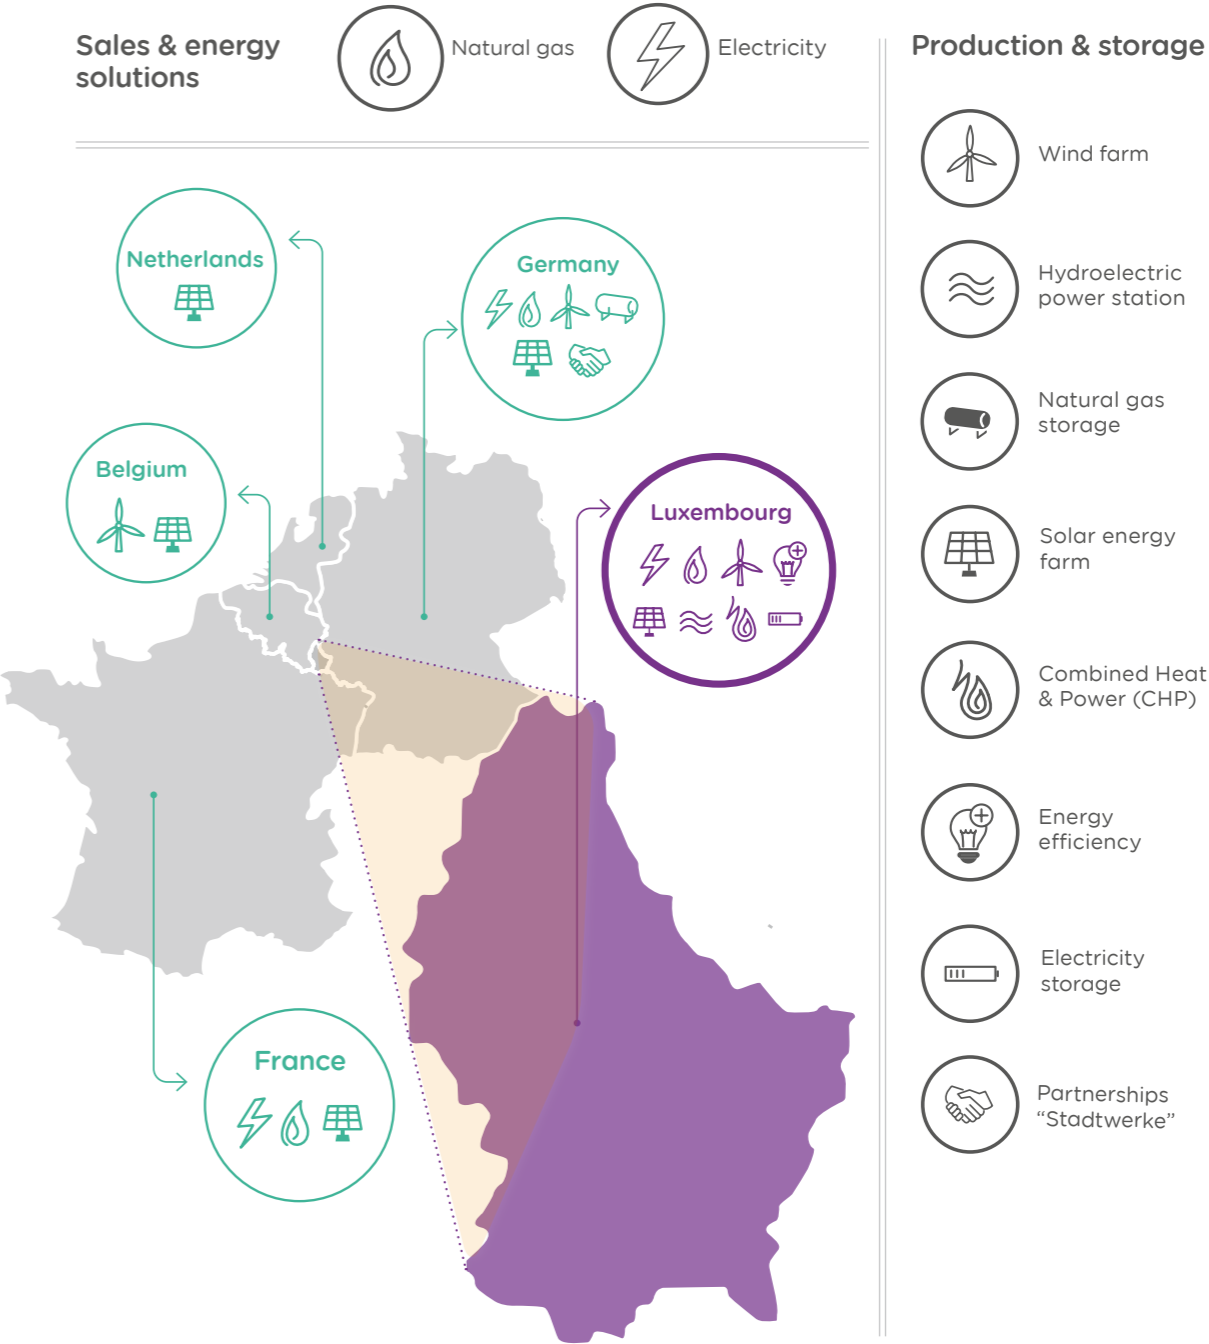 Sales & energy
solutions
Natural gas
Electricity
Production & storage
Wind farm
Hydroelectric
power station
Natural gas
storage
Solar energy
farm
Combined Heat
& Power (CHP)
Energy
efficiency
Electricity
storage
Partnerships
“Stadtwerke”
Netherlands
Germany
Belgium
Luxembourg
France